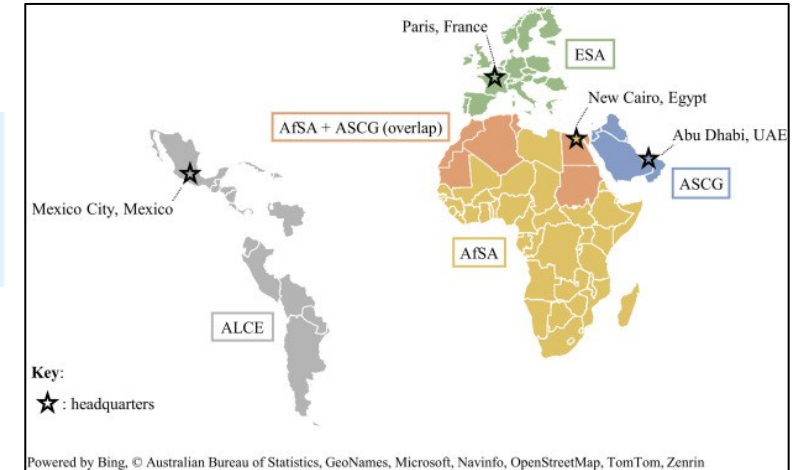 Paris, France
ESA
New Cairo, Egypt
AfSA + ASCG (overlap)
Abu Dhabi, UAE
ASCG
Mexico City, Mexico
AfSA
ALCE
Key:
: headquarters
Powered by Bing, © Australian Bureau of Statistics, GeoNames, Microsoft, Navinfo, OpenStreetMap, TomTom, Zenrin